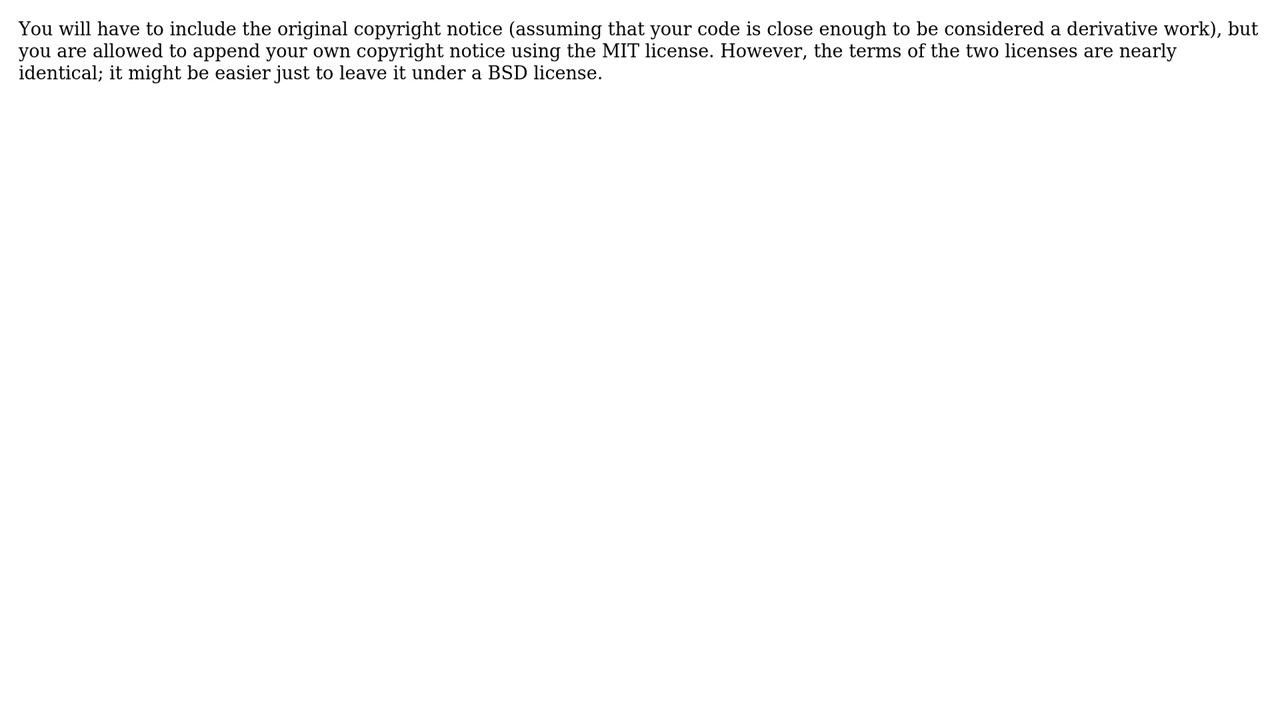 You will have to include the original copyright notice (assuming that your code is close enough to be considered a derivative work), but
you are allowed to append your own copyright notice using the MIT license. However, the terms of the two licenses are nearly
identical; it might be easier just to leave it under a BSD license.